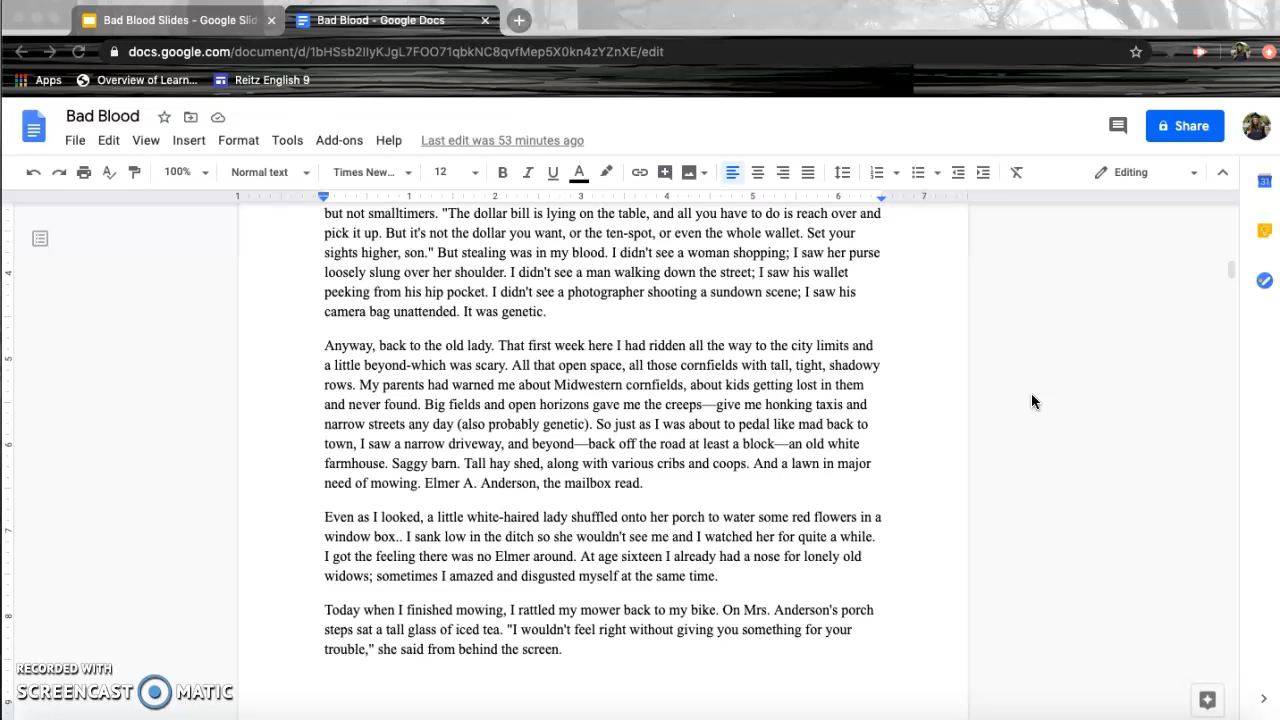 Bad Blood Slides - Google Slid
Bad Blood - Google Docs
docs.google.com/document/d/1bHSsb2IIyKJgL7FOO71qbkNC8qvfMep5X0kn4zYZnXE/edit
Apps Overview of Learn... Reitz English 9
Bad Blood
File Edit View Insert Format Tools Add-ons Help Last edit was 53 minutes ago
Share
100% Normal text Times New... 12 B I U A Editing
1 1 2 3 4 5 6 7
but not smalltimers. "The dollar bill is lying on the table, and all you have to do is reach over and
pick it up. But it's not the dollar you want, or the ten-spot, or even the whole wallet. Set your
sights higher, son." But stealing was in my blood. I didn't see a woman shopping; I saw her purse
loosely slung over her shoulder. I didn't see a man walking down the street; I saw his wallet
peeking from his hip pocket. I didn't see a photographer shooting a sundown scene; I saw his
camera bag unattended. It was genetic.
Anyway, back to the old lady. That first week here I had ridden all the way to the city limits and
a little beyond-which was scary. All that open space, all those cornfields with tall, tight, shadowy
rows. My parents had warned me about Midwestern cornfields, about kids getting lost in them
and never found. Big fields and open horizons gave me the creeps—give me honking taxis and
narrow streets any day (also probably genetic). So just as I was about to pedal like mad back to
town, I saw a narrow driveway, and beyond—back off the road at least a block—an old white
farmhouse. Saggy barn. Tall hay shed, along with various cribs and coops. And a lawn in major
need of mowing. Elmer A. Anderson, the mailbox read.
Even as I looked, a little white-haired lady shuffled onto her porch to water some red flowers in a
window box.. I sank low in the ditch so she wouldn't see me and I watched her for quite a while.
I got the feeling there was no Elmer around. At age sixteen I already had a nose for lonely old
widows; sometimes I amazed and disgusted myself at the same time.
Today when I finished mowing, I rattled my mower back to my bike. On Mrs. Anderson's porch
steps sat a tall glass of iced tea. "I wouldn't feel right without giving you something for your
trouble," she said from behind the screen.
4
5
6
7
8
9
31
RECORDED WITH
SCREENCAST MATIC